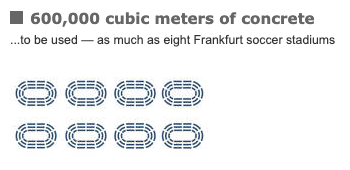 600,000 cubic meters of concrete
...to be used — as much as eight Frankfurt soccer stadiums